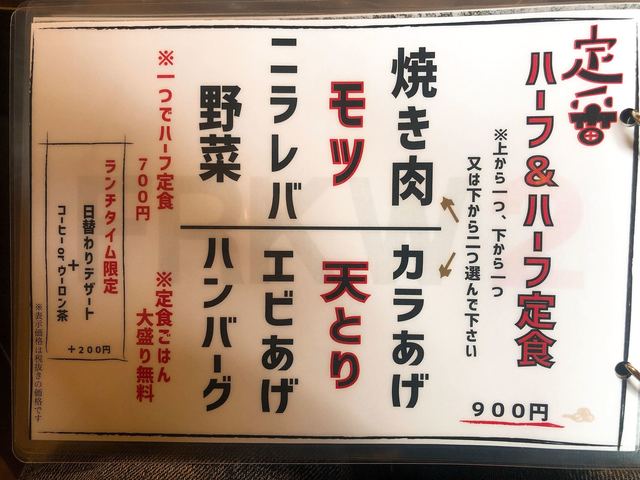 定番
ハーフ&ハーフ定食
※上から一つ、下から一つ
又は下から二つ選んで下さい
900円
焼き肉
モツ
ニラレバ
野菜
カラあげ
天とり
エビあげ
ハンバーグ
※一つでハーフ定食
700円
※定食ごはん
大盛り無料
ランチタイム限定
日替わりデザート
+
コーヒーorウーロン茶
+200円
※表示価格は税抜きの価格です